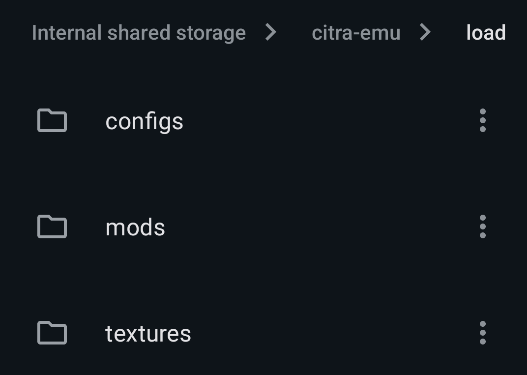 Internal shared storage > citra-emu > load
configs
mods
textures